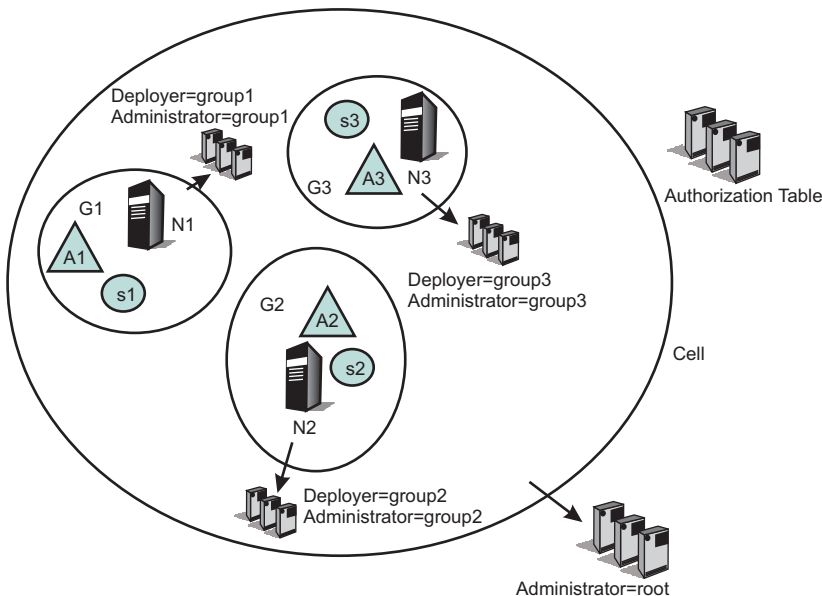 Deployer=group1
Administrator=group1
s3
G3
A3
N3
Authorization Table
G1
N1
A1
s1
Deployer=group3
Administrator=group3
G2
A2
s2
N2
Cell
Deployer=group2
Administrator=group2
Administrator=root